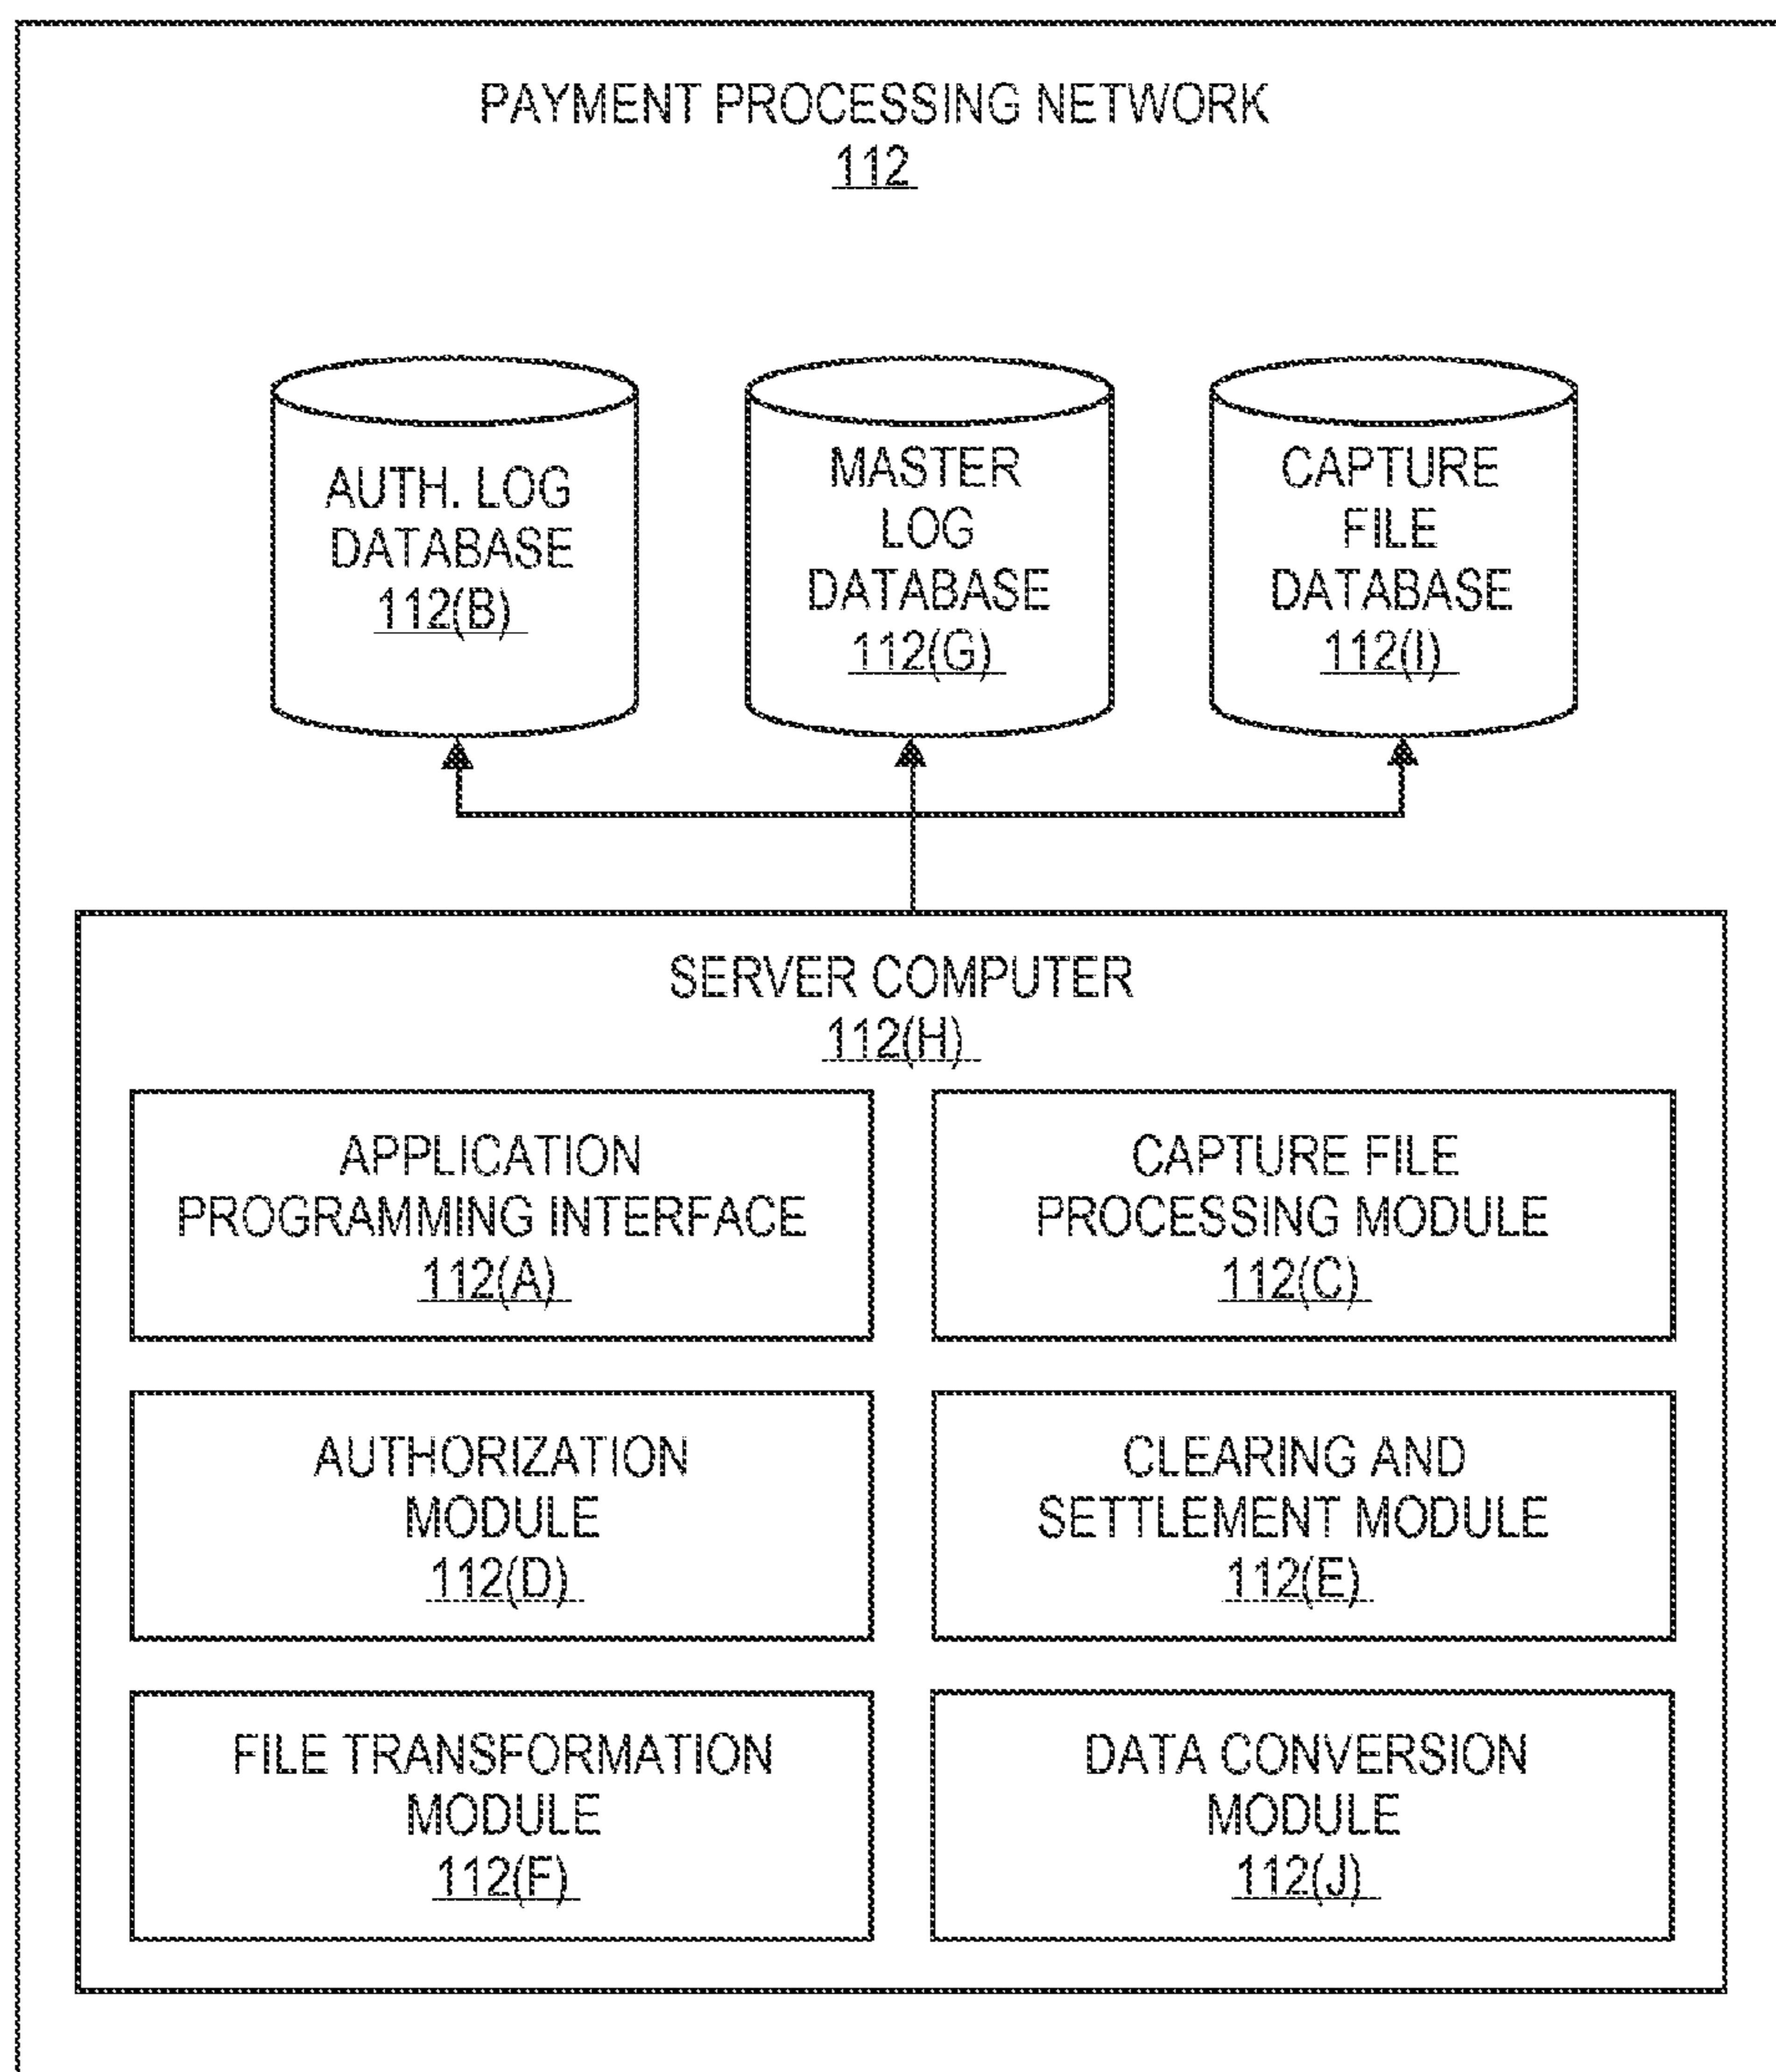 PAYMENT PROCESSING NETWORK
112
AUTH. LOG
DATABASE
112(B)
MASTER
LOG
DATABASE
112(G)
CAPTURE
FILE
DATABASE
112(I)
SERVER COMPUTER
112(H)
APPLICATION
PROGRAMMING INTERFACE
112(A)
CAPTURE FILE
PROCESSING MODULE
112(C)
AUTHORIZATION
MODULE
112(D)
CLEARING AND
SETTLEMENT MODULE
112(E)
FILE TRANSFORMATION
MODULE
112(F)
DATA CONVERSION
MODULE
112(J)